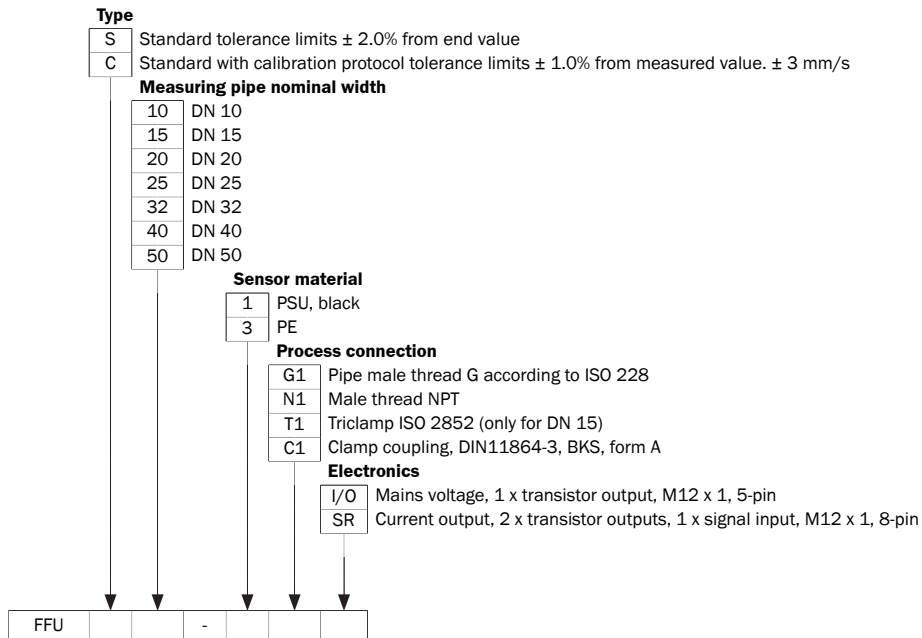 Type
S Standard tolerance limits ± 2.0% from end value
C Standard with calibration protocol tolerance limits ± 1.0% from measured value. ± 3 mm/s
Measuring pipe nominal width
10 DN 10
15 DN 15
20 DN 20
25 DN 25
32 DN 32
40 DN 40
50 DN 50
Sensor material
1 PSU, black
3 PE
Process connection
G1 Pipe male thread G according to ISO 228
N1 Male thread NPT
T1 Triclamp ISO 2852 (only for DN 15)
C1 Clamp coupling, DIN11864-3, BKS, form A
Electronics
I/O Mains voltage, 1 x transistor output, M12 x 1, 5-pin
SR Current output, 2 x transistor outputs, 1 x signal input, M12 x 1, 8-pin
FFU -